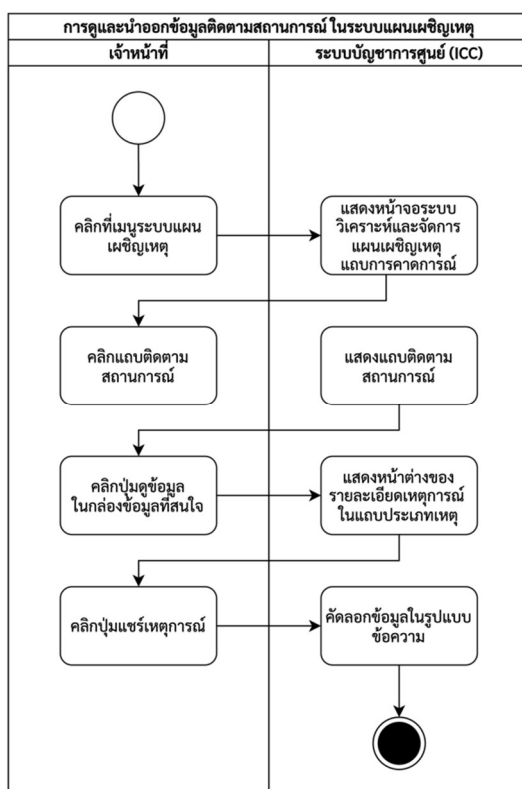 การดูและนำออกข้อมูลติดตามสถานการณ์ ในระบบแผนเผชิญเหตุ
เจ้าหน้าที่
ระบบบัญชาการศูนย์ (ICC)
คลิกที่เมนูระบบแผน
เผชิญเหตุ
แสดงหน้าจอระบบ
วิเคราะห์และจัดการ
แผนเผชิญเหตุ
แถบการคาดการณ์
คลิกแถบติดตาม
สถานการณ์
แสดงแถบติดตาม
สถานการณ์
คลิกปุ่มดูข้อมูล
ในกล่องข้อมูลที่สนใจ
แสดงหน้าต่างของ
รายละเอียดเหตุการณ์
ในแถบประเภทเหตุ
คลิกปุ่มแชร์เหตุการณ์
คัดลอกข้อมูลในรูปแบบ
ข้อความ